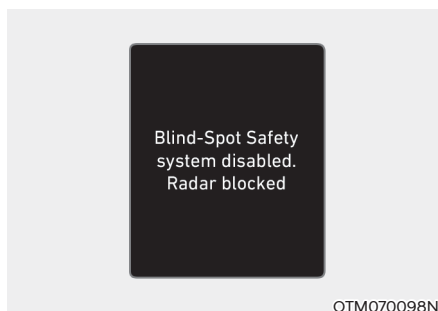 Blind-Spot Safety
system disabled.
Radar blocked
OTM070098N